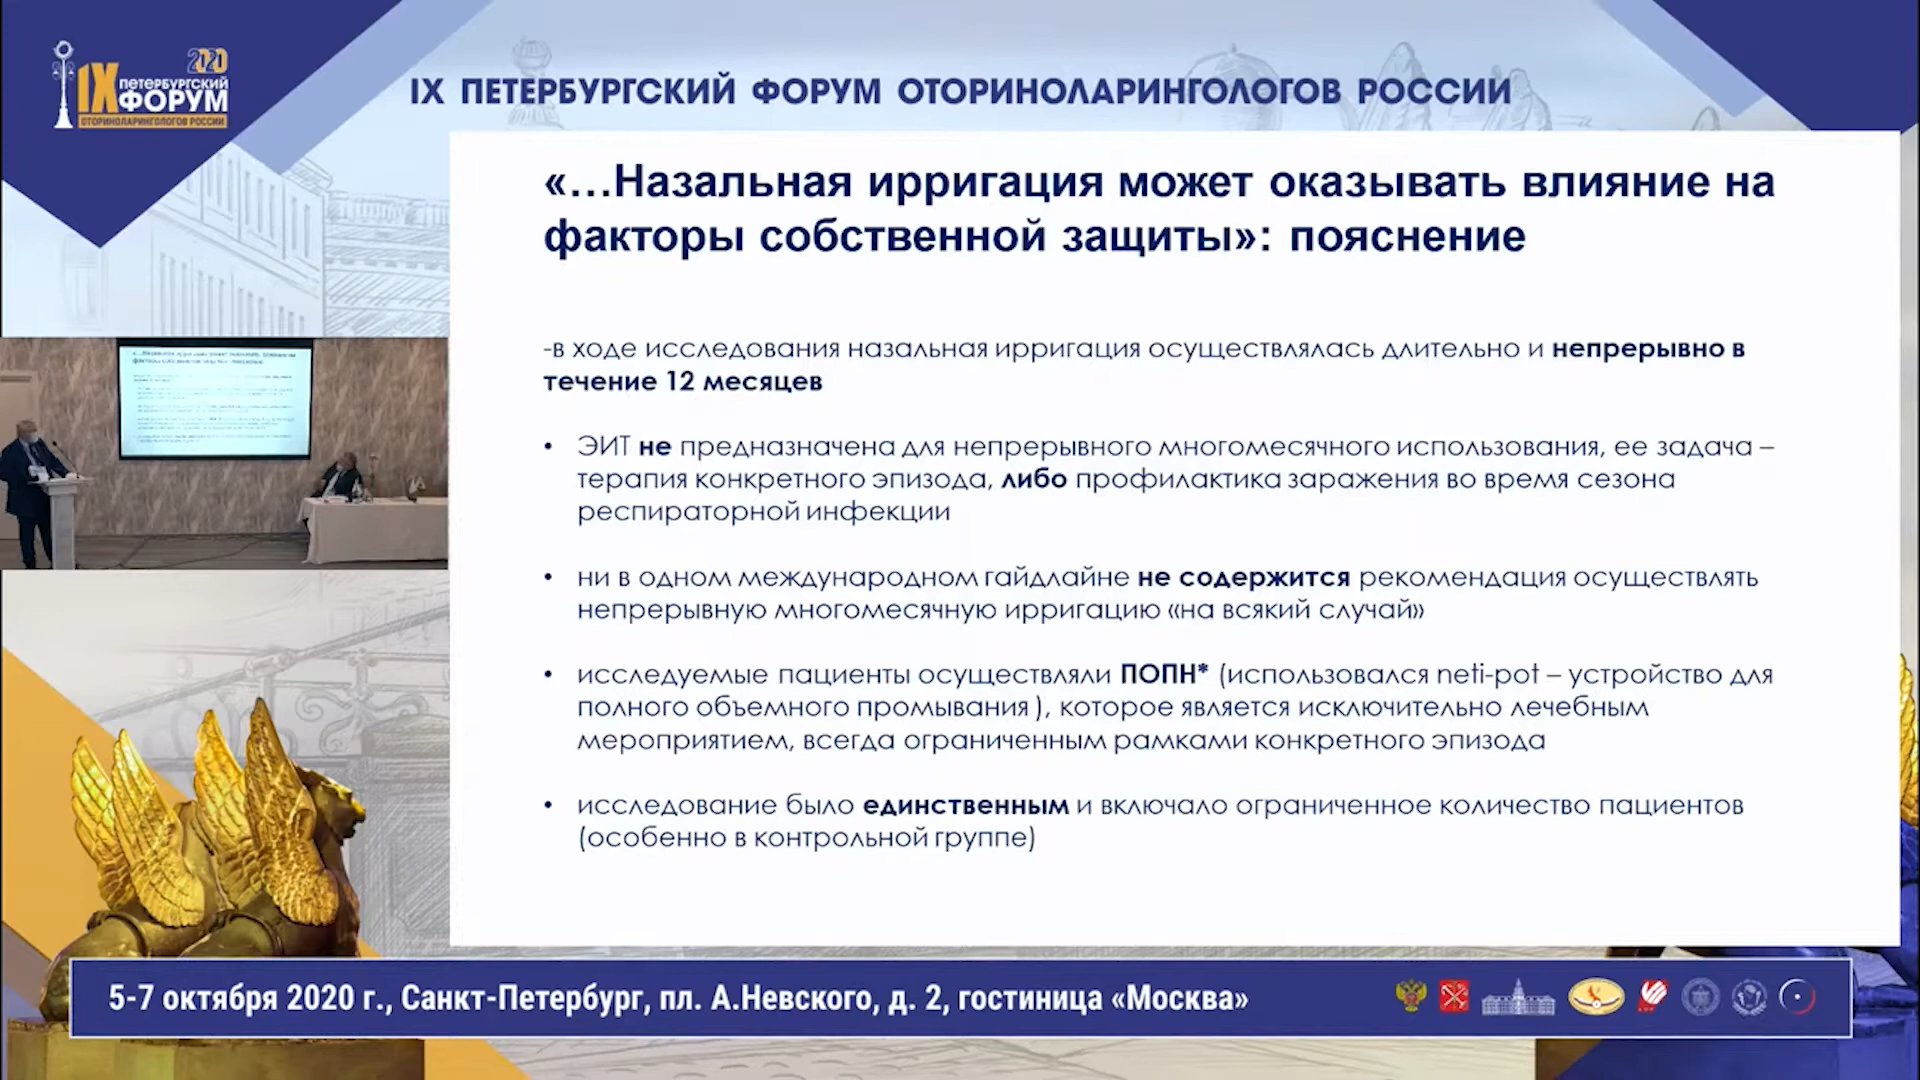 2020
IX ПЕТЕРБУРГСКИЙ
ФОРУМ
ОТОРИНОЛАРИНГОЛОГОВ РОССИИ
IX ПЕТЕРБУРГСКИЙ ФОРУМ ОТОРИНОЛАРИНГОЛОГОВ РОССИИ
«…Назальная ирригация может оказывать влияние на
факторы собственной защиты»: пояснение
-в ходе исследования назальная ирригация осуществлялась длительно и непрерывно в
течение 12 месяцев
• ЭИТ не предназначена для непрерывного многомесячного использования, ее задача –
терапия конкретного эпизода, либо профилактика заражения во время сезона
респираторной инфекции
• ни в одном международном гайдлайне не содержится рекомендация осуществлять
непрерывную многомесячную ирригацию «на всякий случай»
• исследуемые пациенты осуществляли ПОПН* (использовался neti-pot – устройство для
полного объемного промывания ), которое является исключительно лечебным
мероприятием, всегда ограниченным рамками конкретного эпизода
• исследование было единственным и включало ограниченное количество пациентов
(особенно в контрольной группе)
5-7 октября 2020 г., Санкт-Петербург, пл. А.Невского, д. 2, гостиница «Москва»